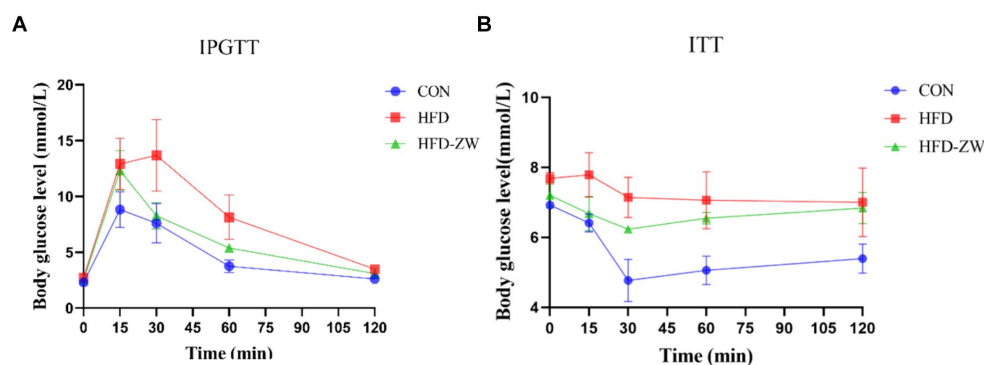 A
IPGTT
Body glucose level (mmol/L)
20
15
10
5
0
0 15 30 45 60 75 90 105 120
Time (min)
CON
HFD
HFD-ZW
B
ITT
Body glucose level(mmol/L)
10
8
6
4
0 15 30 45 60 75 90 105 120
Time (min)
CON
HFD
HFD-ZW